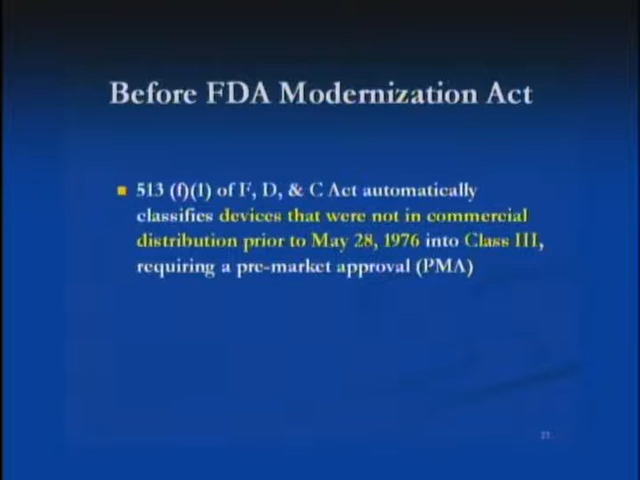 Before FDA Modernization Act
513 (f)(1) of F, D, & C Act automatically
classifies devices that were not in commercial
distribution prior to May 28, 1976 into Class III,
requiring a pre-market approval (PMA)